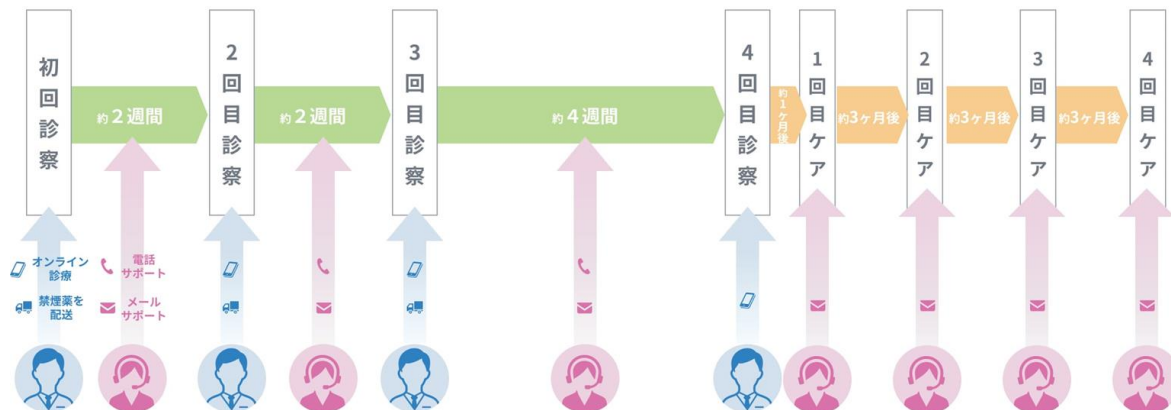 初回診察
約2週間
2回目診察
約2週間
3回目診察
約4週間
4回目診察
約1ヶ月後
1回目ケア
約3ヶ月後
2回目ケア
約3ヶ月後
3回目ケア
約3ヶ月後
4回目ケア
オンライン
診療
電話
サポート
禁煙薬を
配送
メール
サポート